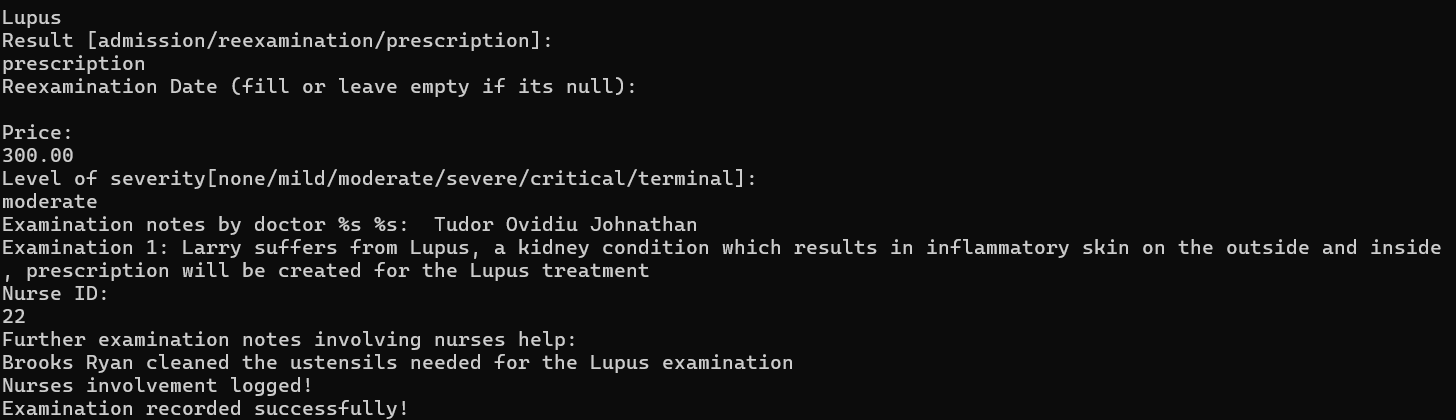 Lupus
Result [admission/reexamination/prescription]:
prescription
Reexamination Date (fill or leave empty if its null):
Price:
300.00
Level of severity[none/mild/moderate/severe/critical/terminal]:
moderate
Examination notes by doctor %s %s:  Tudor Ovidiu Johnathan
Examination 1: Larry suffers from Lupus, a kidney condition which results in inflammatory skin on the outside and inside
, prescription will be created for the Lupus treatment
Nurse ID:
22
Further examination notes involving nurses help:
Brooks Ryan cleaned the ustensils needed for the Lupus examination
Nurses involvement logged!
Examination recorded successfully!